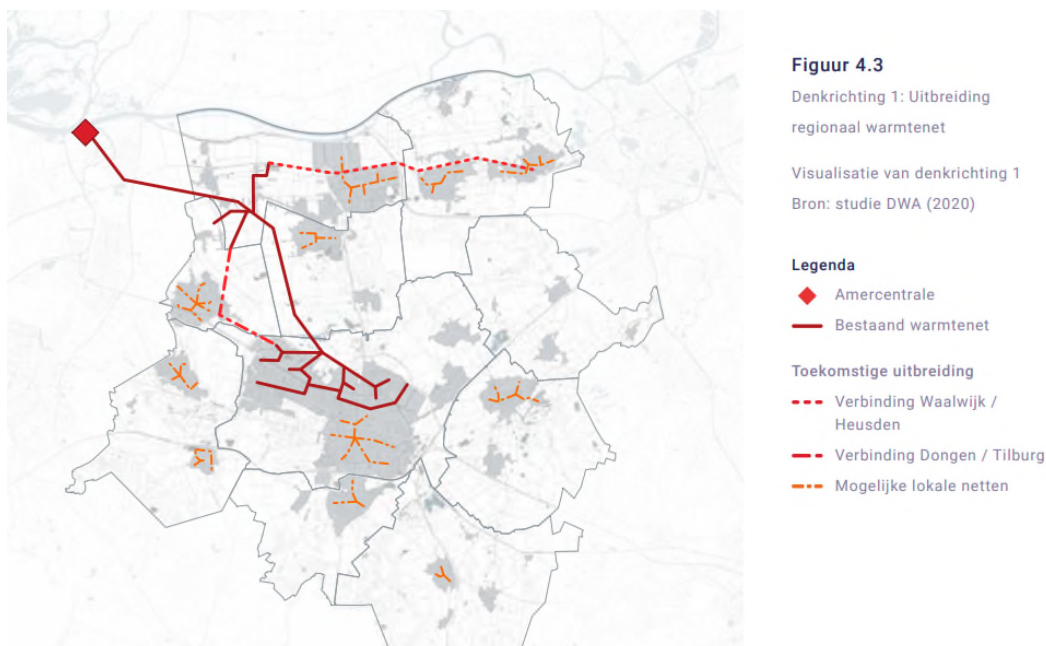 Figuur 4.3
Denkrichting 1: Uitbreiding
regionaal warmtenet
Visualisatie van denkrichting 1
Bron: studie DWA (2020)
Legenda
Amercentrale
Bestaand warmtenet
Toekomstige uitbreiding
Verbinding Waalwijk /
Heusden
Verbinding Dongen / Tilburg
Mogelijke lokale netten